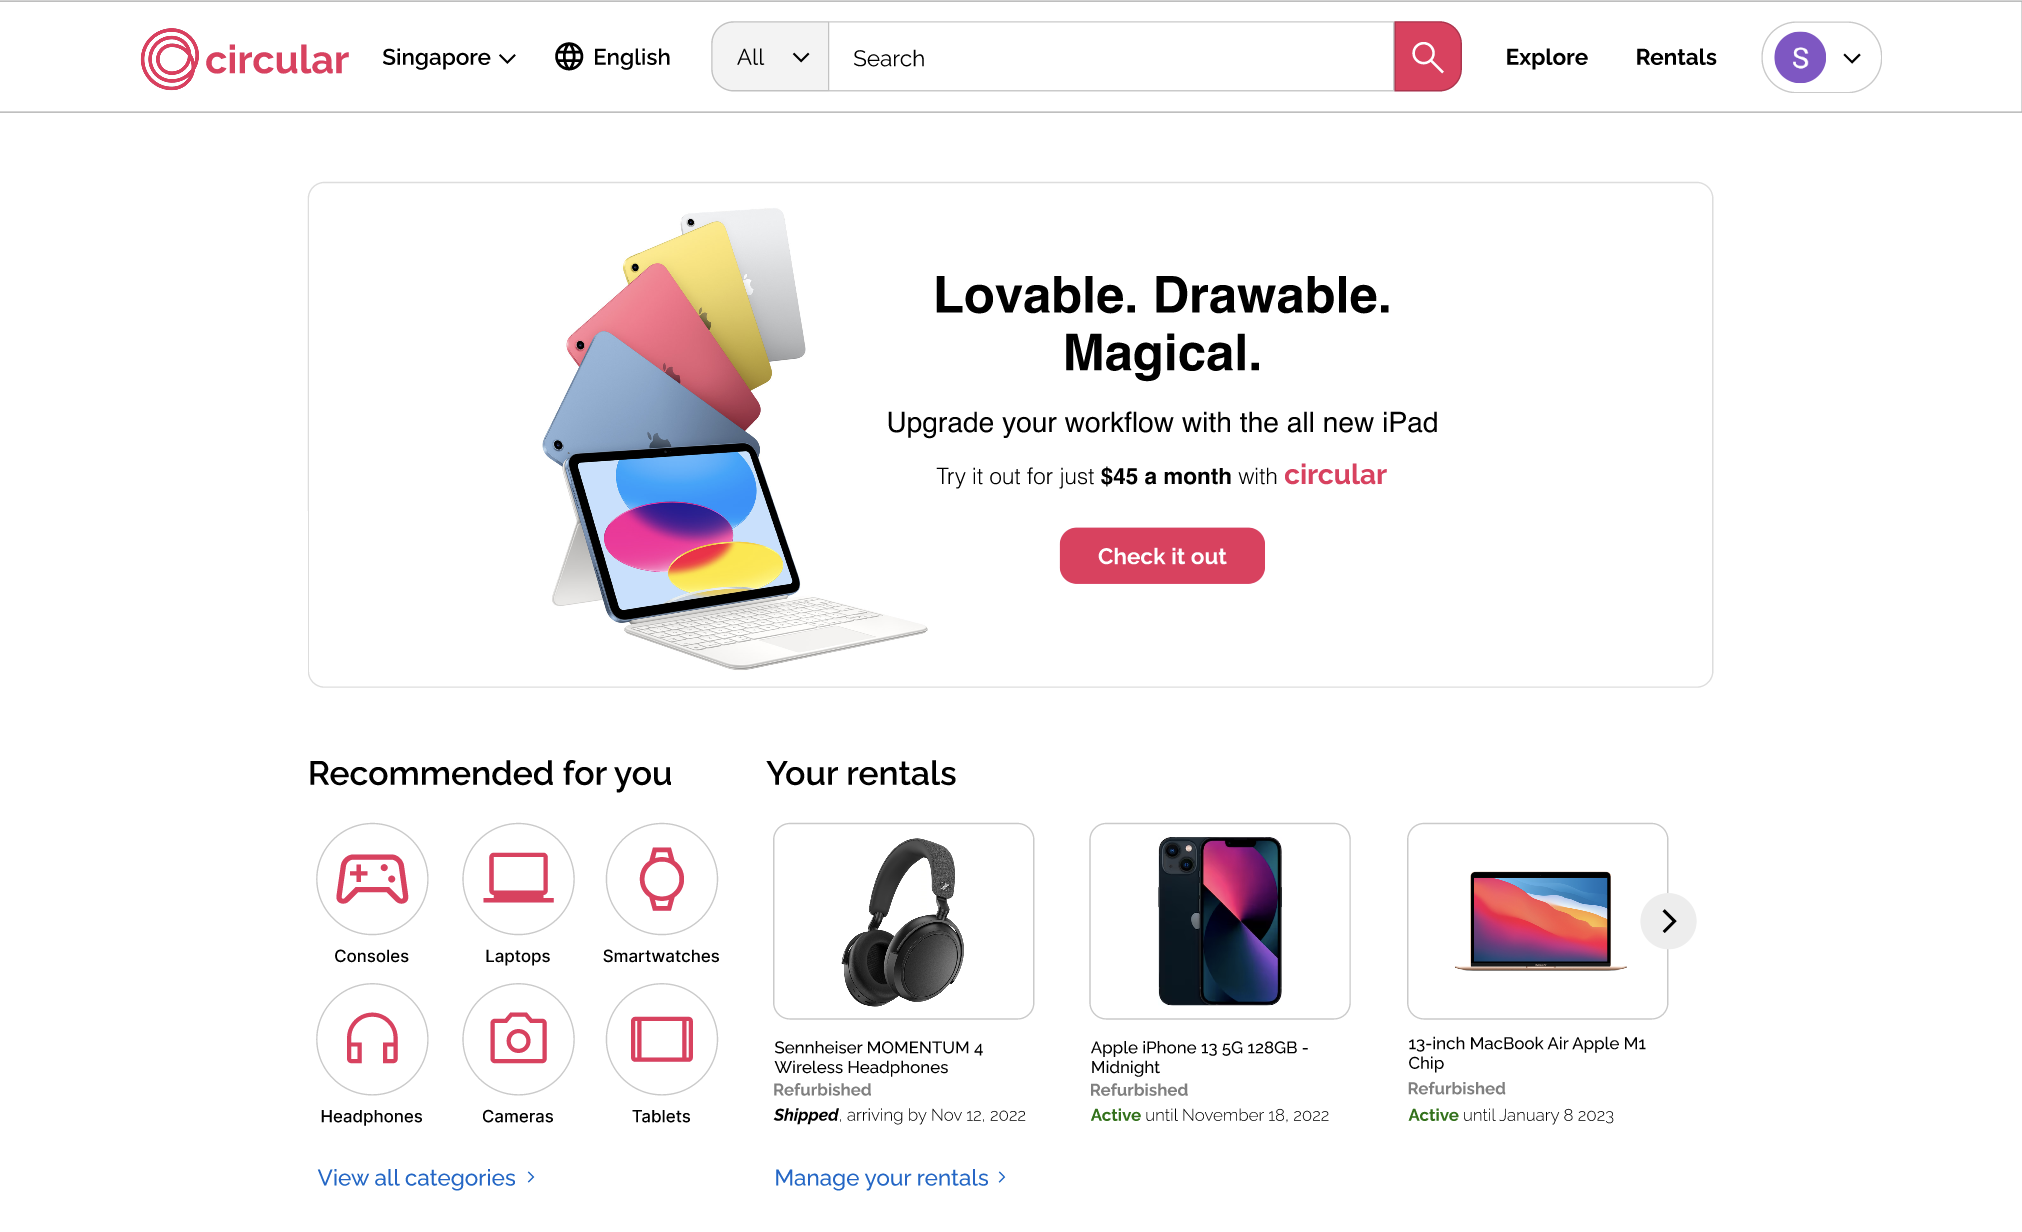 circular
Singapore
English
All
Search
Explore
Rentals
S
Lovable. Drawable.
Magical.
Upgrade your workflow with the all new iPad
Try it out for just $45 a month with circular
Check it out
Recommended for you
Consoles
Laptops
Smartwatches
Headphones
Cameras
Tablets
View all categories
Your rentals
Sennheiser MOMENTUM 4
Wireless Headphones
Refurbished
Shipped, arriving by Nov 12, 2022
Apple iPhone 13 5G 128GB -
Midnight
Refurbished
Active until November 18, 2022
13-inch MacBook Air Apple M1
Chip
Refurbished
Active until January 8 2023
Manage your rentals